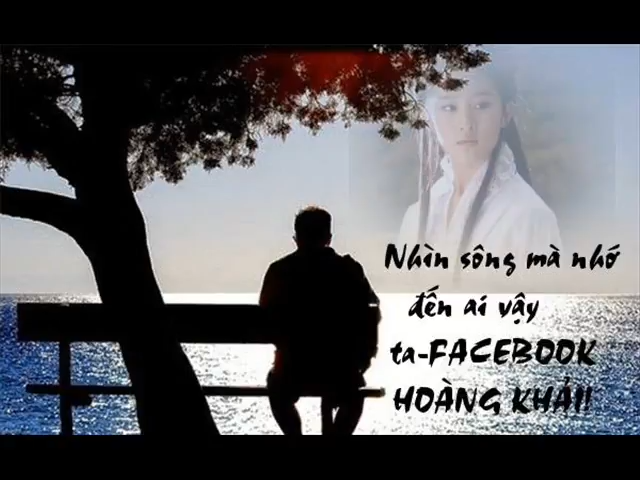 Nhìn sông mà nhớ
đến ai vậy
ta-FACEBOOK
HOÀNG KHẢI!!